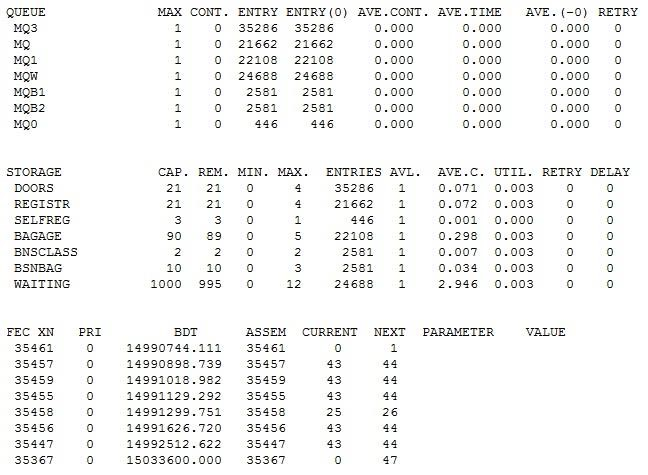 QUEUE MAX CONT. ENTRY ENTRY(0) AVE.CONT. AVE.TIME AVE.(-0) RETRY
MQ3 1 0 35286 35286 0.000 0.000 0.000 0
MQ 1 0 21662 21662 0.000 0.000 0.000 0
MQ1 1 0 22108 22108 0.000 0.000 0.000 0
MQW 1 0 24688 24688 0.000 0.000 0.000 0
MQB1 1 0 2581 2581 0.000 0.000 0.000 0
MQB2 1 0 2581 2581 0.000 0.000 0.000 0
MQO 1 0 446 446 0.000 0.000 0.000 0
STORAGE CAP. REM. MIN. MAX. ENTRIES AVL. AVE.C. UTIL. RETRY DELAY
DOORS 21 21 0 4 35286 1 0.071 0.003 0 0
REGISTR 21 21 0 4 21662 1 0.072 0.003 0 0
SELFREG 3 3 0 1 446 1 0.001 0.000 0 0
BAGAGE 90 89 0 5 22108 1 0.298 0.003 0 0
BNSCLASS 2 2 0 2 2581 1 0.007 0.003 0 0
BSNBAG 10 10 0 3 2581 1 0.034 0.003 0 0
WAITING 1000 995 0 12 24688 1 2.946 0.003 0 0
FEC XN PRI BDT ASSEM CURRENT NEXT PARAMETER VALUE
35461 0 14990744.111 35461 0 1
35457 0 14990898.739 35457 43 44
35459 0 14991018.982 35459 43 44
35455 0 14991129.292 35455 43 44
35458 0 14991299.751 35458 25 26
35456 0 14991626.720 35456 43 44
35447 0 14992512.622 35447 43 44
35367 0 15033600.000 35367 0 47